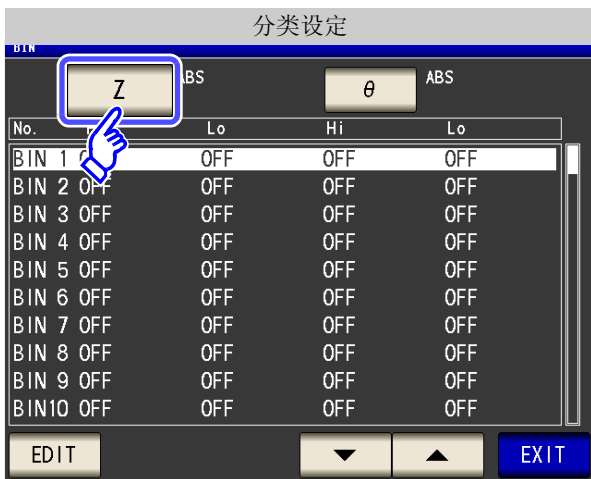 分类设定
BIN
Z ABS θ ABS
No. Lo Hi Lo
BIN 1 OFF OFF OFF
BIN 2 OFF OFF OFF OFF
BIN 3 OFF OFF OFF OFF
BIN 4 OFF OFF OFF OFF
BIN 5 OFF OFF OFF OFF
BIN 6 OFF OFF OFF OFF
BIN 7 OFF OFF OFF OFF
BIN 8 OFF OFF OFF OFF
BIN 9 OFF OFF OFF OFF
BIN10 OFF OFF OFF OFF
EDIT ▼ ▲ EXIT